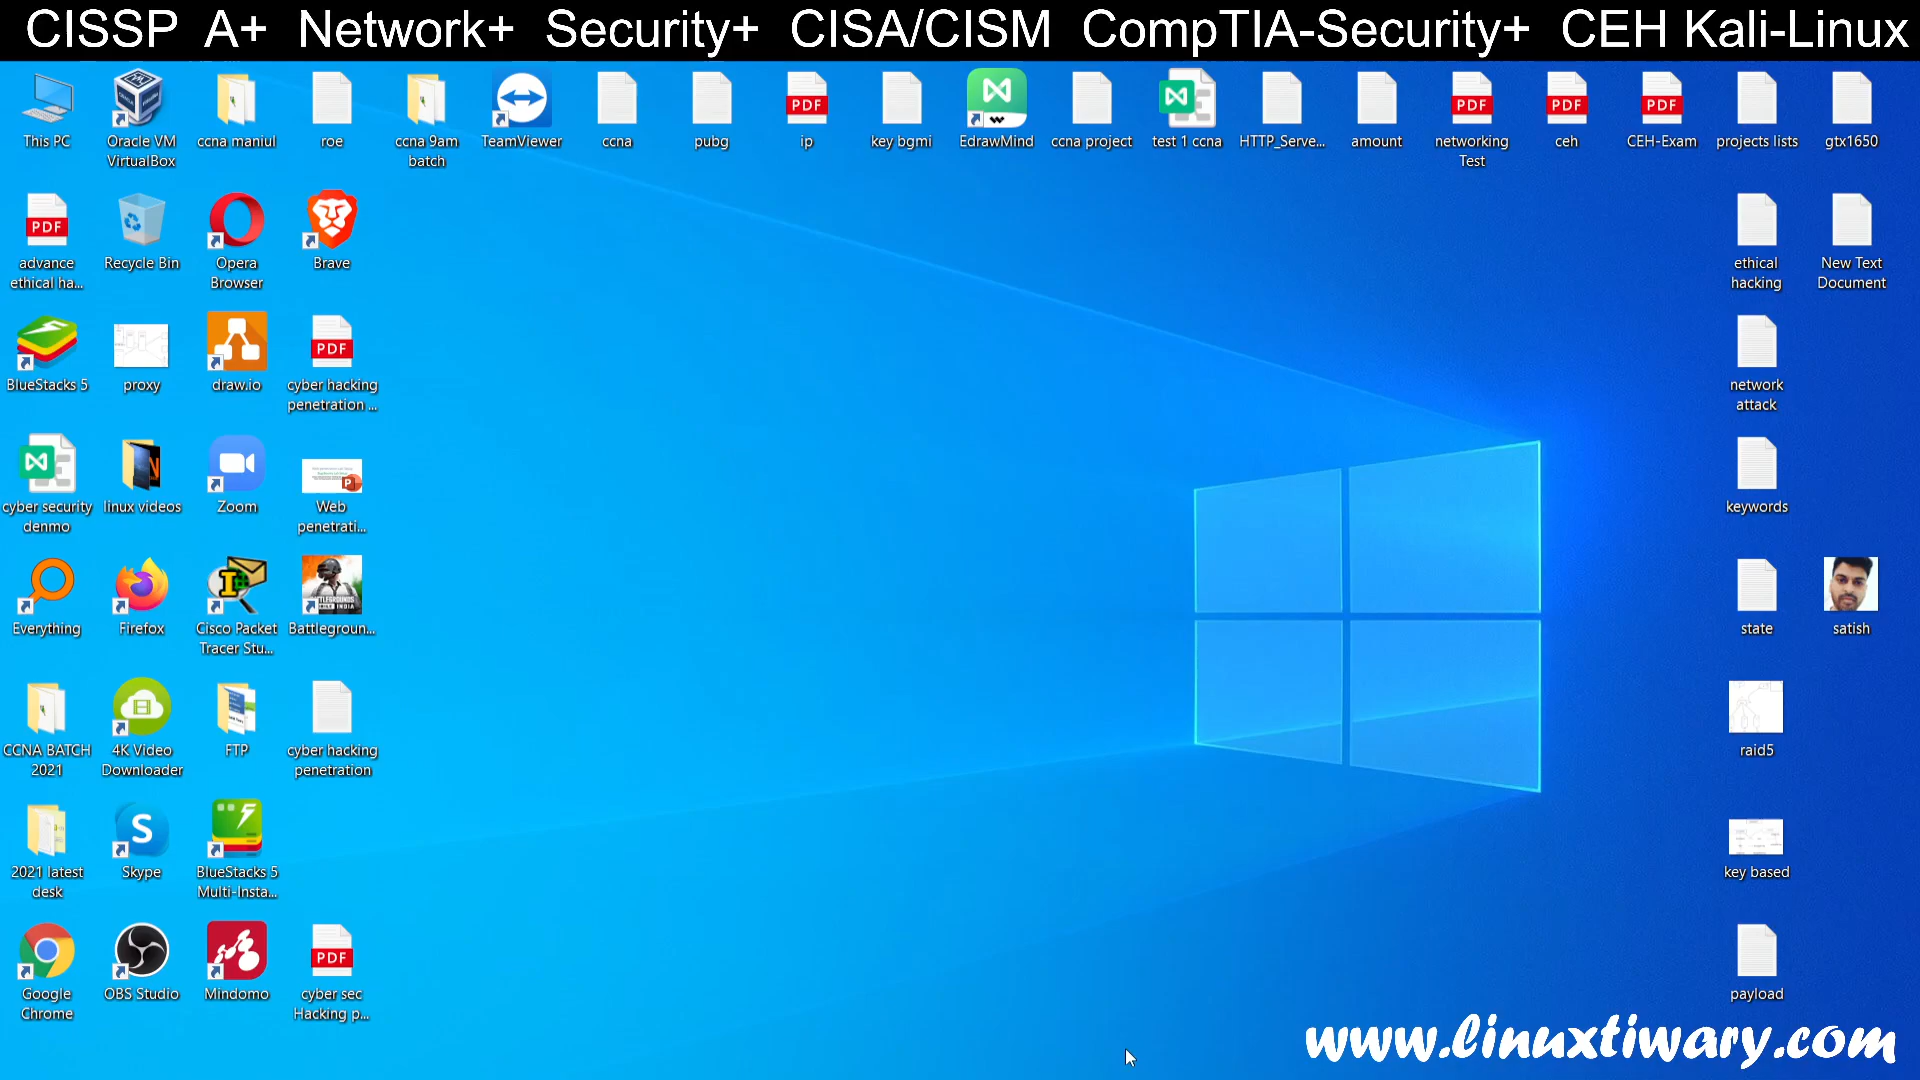 CISSP A+ Network+ Security+ CISA/CISM CompTIA-Security+ CEH Kali-Linux
This PC
Oracle VM
VirtualBox
ccna maniul
roe
ccna 9am
batch
TeamViewer
ccna
pubg
PDF
ip
key bgmi
EdrawMind
ccna project
test 1 ccna
HTTP_Serve...
amount
PDF
networking
Test
PDF
ceh
PDF
CEH-Exam
projects lists
gtx1650
PDF
advance
ethical ha...
Recycle Bin
Opera
Browser
Brave
ethical
hacking
New Text
Document
BlueStacks 5
proxy
draw.io
PDF
cyber hacking
penetration ...
network
attack
cyber security
denmo
linux videos
Zoom
Web
penetrati...
keywords
Everything
Firefox
Cisco Packet
Tracer Stu...
Battlegroun...
state
satish
CCNA BATCH
2021
4K Video
Downloader
FTP
cyber hacking
penetration
raid5
2021 latest
desk
S
Skype
BlueStacks 5
Multi-Insta...
key based
Google
Chrome
OBS Studio
Mindomo
PDF
cyber sec
Hacking p...
payload
www.linuxtiwary.com